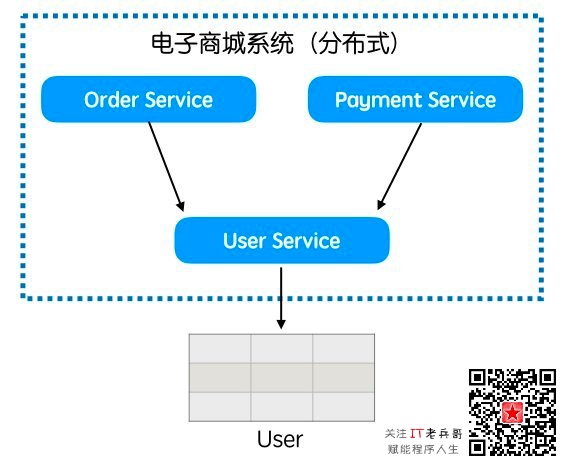 电子商城系统（分布式）
Order Service
Payment Service
User Service
User
关注IT老兵哥
赋能程序人生